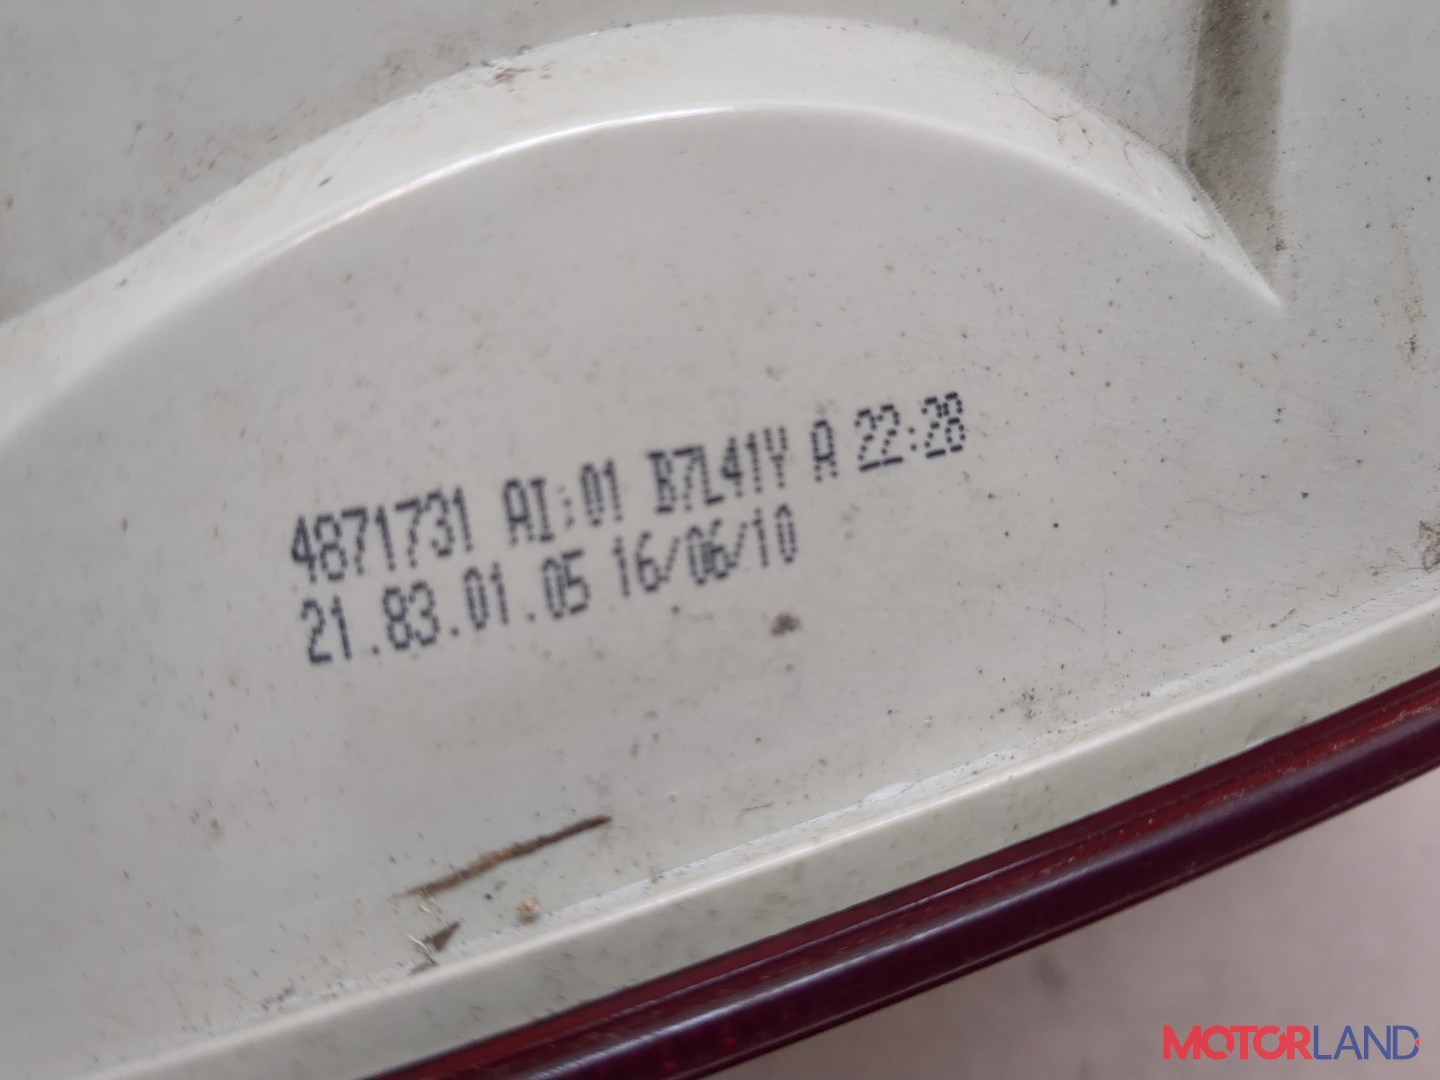 4871731 AI:01 B7L41Y A 22:28
21.83.01.05 16/06/10
MOTORLAND